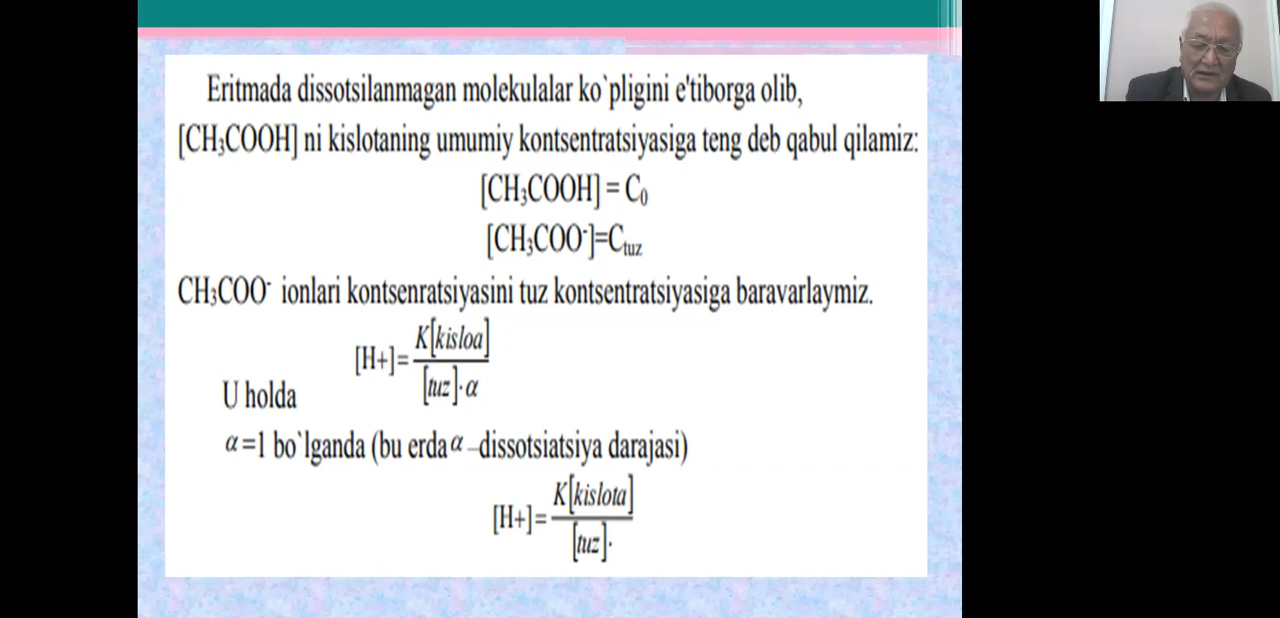 Eritmada dissotsilanmagan molekulalar ko`pligini e'tiborga olib,
[CH₃COOH] ni kislotaning umumiy kontsentratsiyasiga teng deb qabul qilamiz:
[CH₃COOH] = C₀
[CH₃COO⁻]=Cₜᵤz
CH₃COO⁻ ionlari kontsenratsiyasini tuz kontsentratsiyasiga baravarlaymiz.
[H+]= K[kisloa] / [tuz]·α
U holda
α=1 bo`lganda (bu erda α –dissotsiatsiya darajasi)
[H+]= K[kislota] / [tuz]·